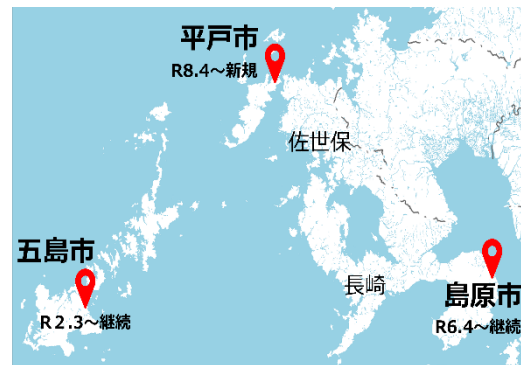 平戸市
R8.4～新規
佐世保
五島市
R2.3～継続
長崎
島原市
R6.4～継続